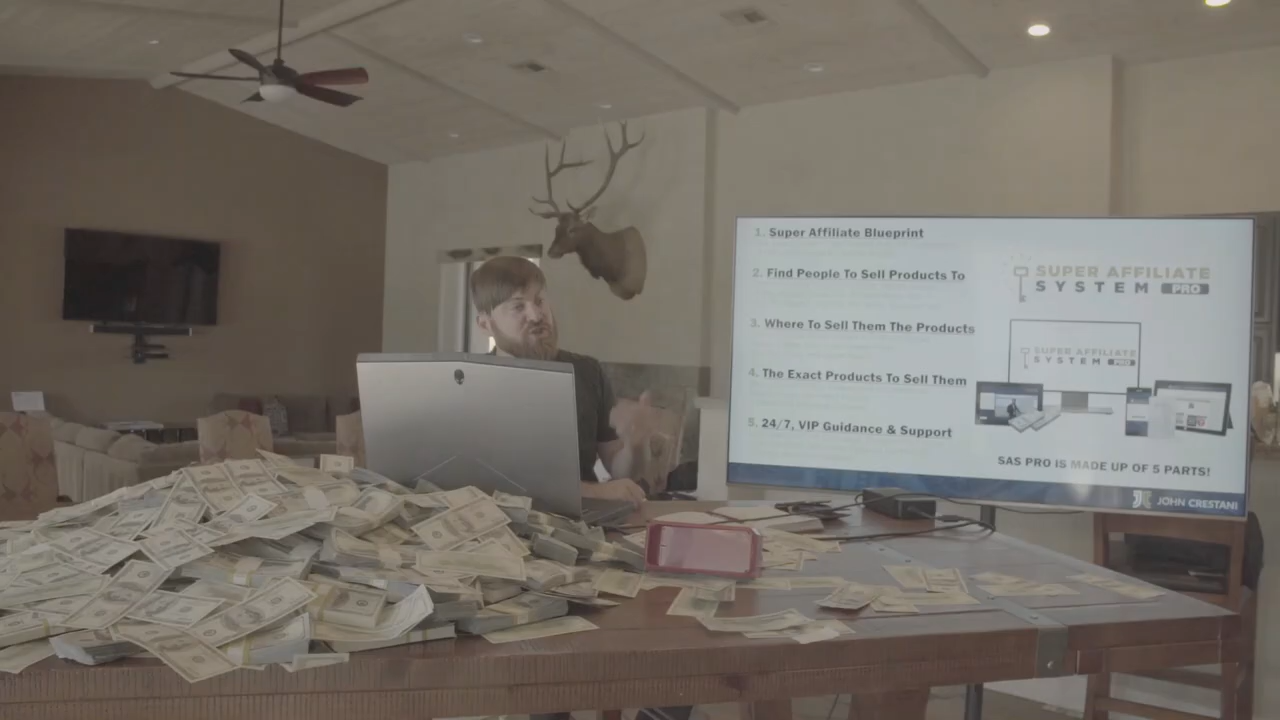 1. Super Affiliate Blueprint
2. Find People To Sell Products To
3. Where To Sell Them The Products
4. The Exact Products To Sell Them
5. 24/7, VIP Guidance & Support
SUPER AFFILIATE
SYSTEM PRO
SUPER AFFILIATE
SYSTEM PRO
SAS PRO IS MADE UP OF 5 PARTS!
JOHN CRESTANI